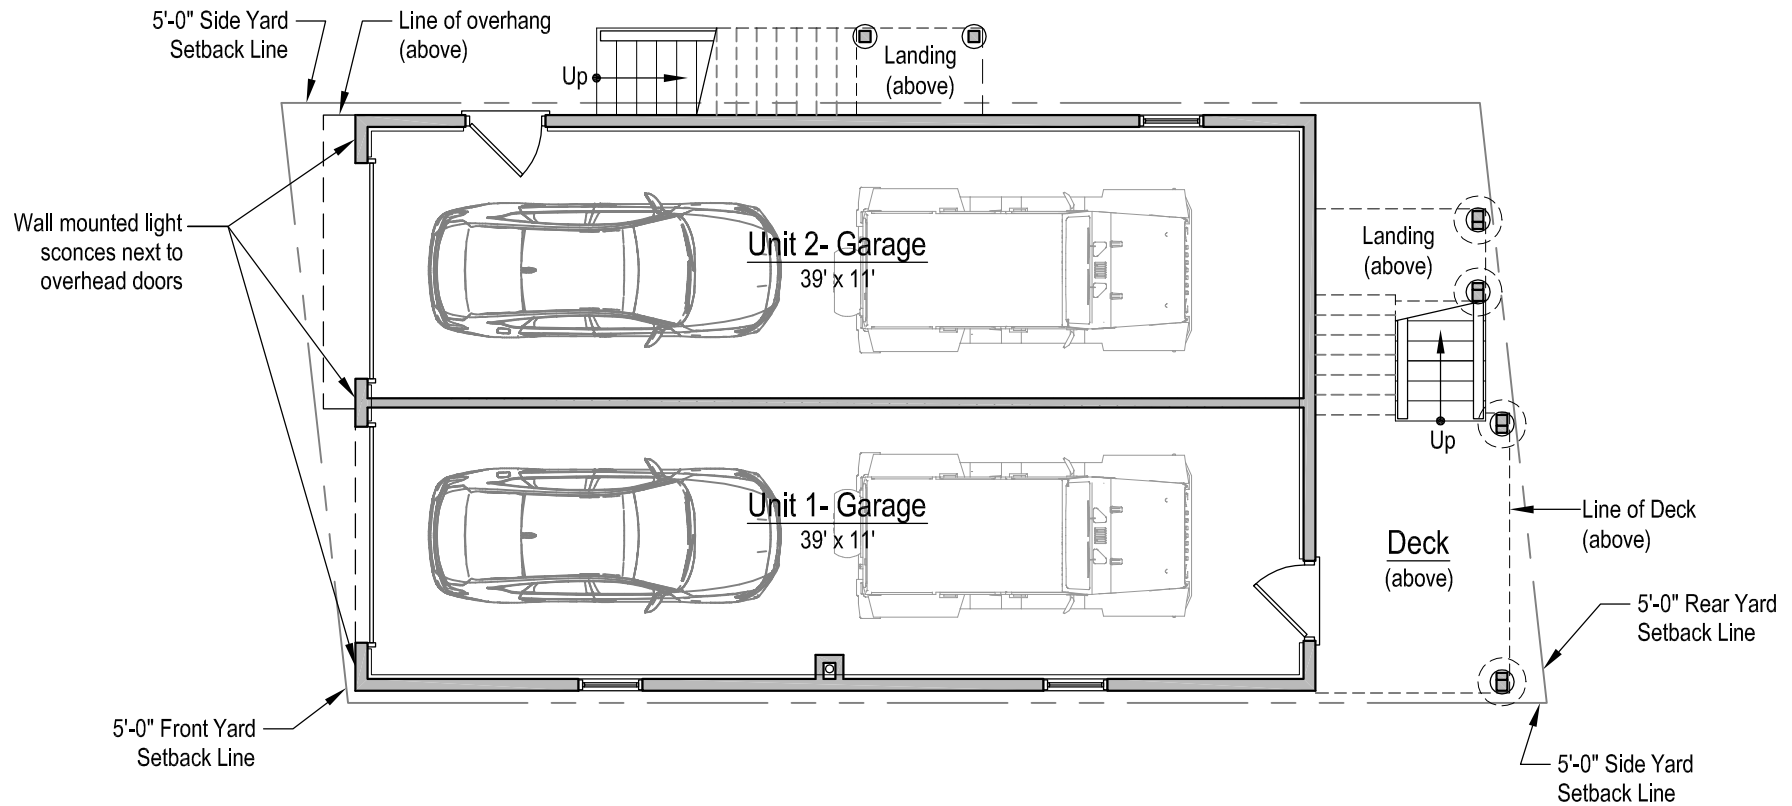 5'-0" Side Yard
Setback Line
Line of overhang
(above)
Up
Landing
(above)
Wall mounted light
sconces next to
overhead doors
Unit 2- Garage
39' x 11'
Landing
(above)
Up
Unit 1- Garage
39' x 11'
Deck
(above)
Line of Deck
(above)
5'-0" Rear Yard
Setback Line
5'-0" Front Yard
Setback Line
5'-0" Side Yard
Setback Line